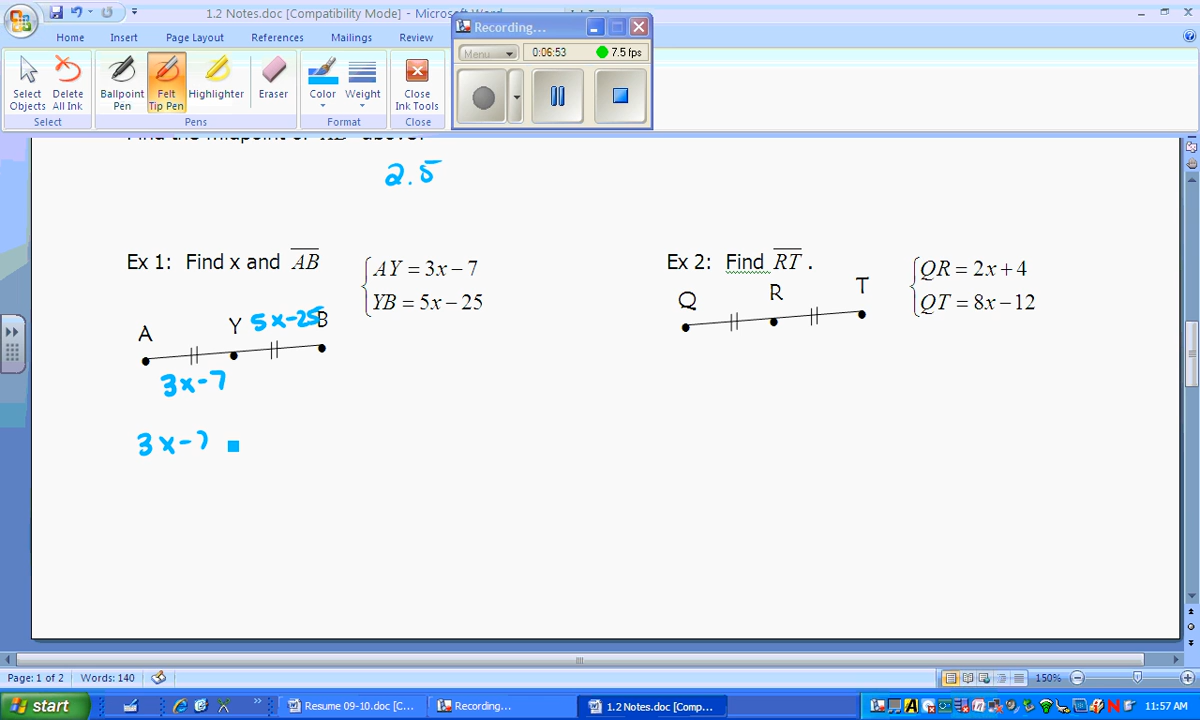 1.2 Notes.doc [Compatibility Mode] - Microsoft Word
Recording...
Home Insert Page Layout References Mailings Review
Menu 0:06:53 7.5 fps
Select Objects
Delete All Ink
Ballpoint Pen
Felt Tip Pen
Highlighter
Eraser
Color
Weight
Close Ink Tools
Select Pens Format Close
2.5
Ex 1: Find x and AB
AY = 3x − 7
YB = 5x − 25
A Y 5x-25 B
3x-7
3x-7
Ex 2: Find RT .
QR = 2x + 4
QT = 8x − 12
Q R T
Page: 1 of 2 Words: 140 150%
start Resume 09-10.doc [C... Recording... 1.2 Notes.doc [Comp... 11:57 AM